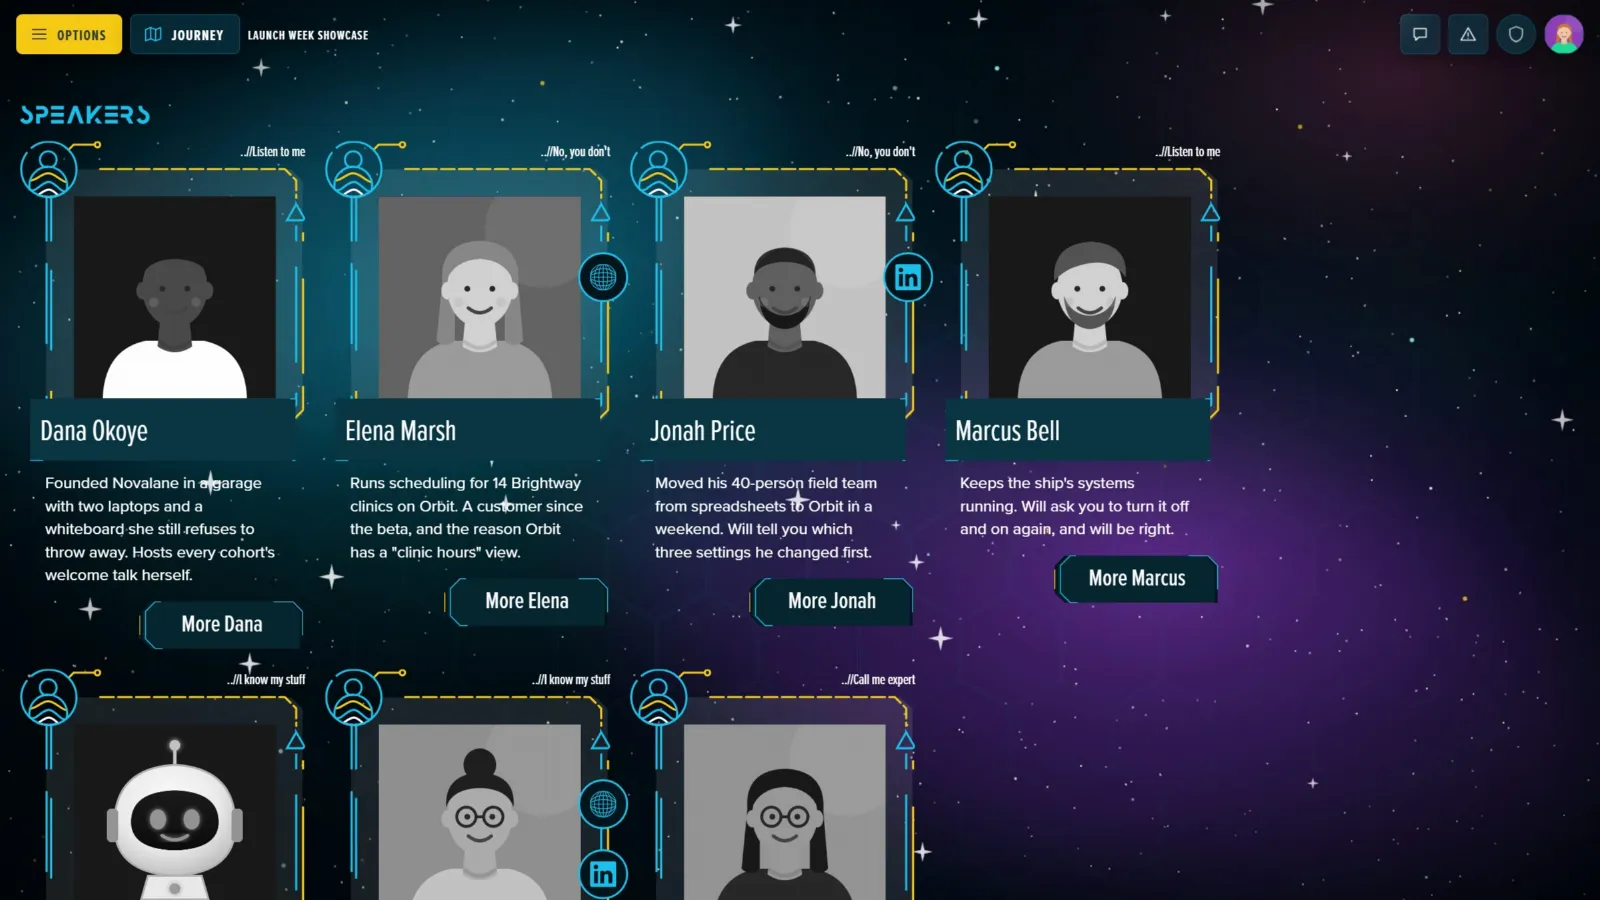 OPTIONS
JOURNEY
LAUNCH WEEK SHOWCASE
SPEAKERS
..//Listen to me
..//No, you don't
..//No, you don't
..//Listen to me
in
Dana Okoye
Elena Marsh
Jonah Price
Marcus Bell
Founded Novalane in a garage
with two laptops and a
whiteboard she still refuses to
throw away. Hosts every cohort's
welcome talk herself.
More Dana
Runs scheduling for 14 Brightway
clinics on Orbit. A customer since
the beta, and the reason Orbit
has a "clinic hours" view.
More Elena
Moved his 40-person field team
from spreadsheets to Orbit in a
weekend. Will tell you which
three settings he changed first.
More Jonah
Keeps the ship's systems
running. Will ask you to turn it off
and on again, and will be right.
More Marcus
..//I know my stuff
..//I know my stuff
..//Call me expert
in